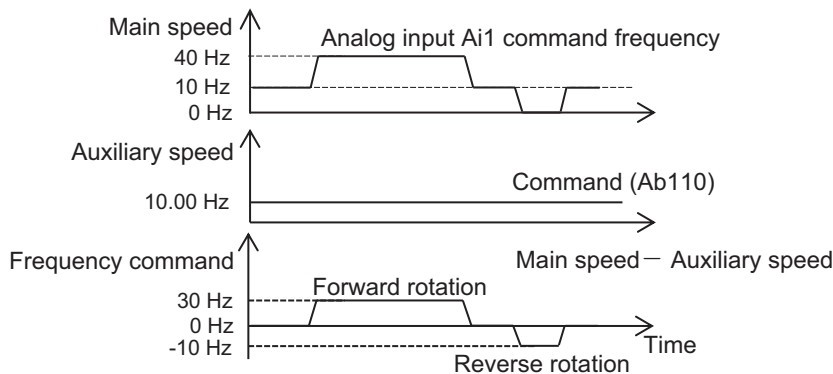 Main speed
Analog input Ai1 command frequency
40 Hz
10 Hz
0 Hz
Auxiliary speed
Command (Ab110)
10.00 Hz
Frequency command
Main speed－ Auxiliary speed
Forward rotation
30 Hz
0 Hz
Time
-10 Hz
Reverse rotation